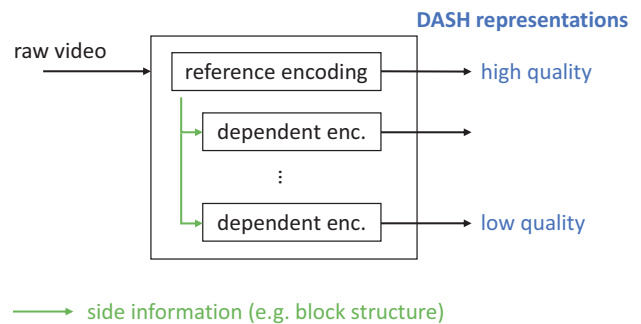 DASH representations
raw video
reference encoding
high quality
dependent enc.
...
dependent enc.
low quality
side information (e.g. block structure)